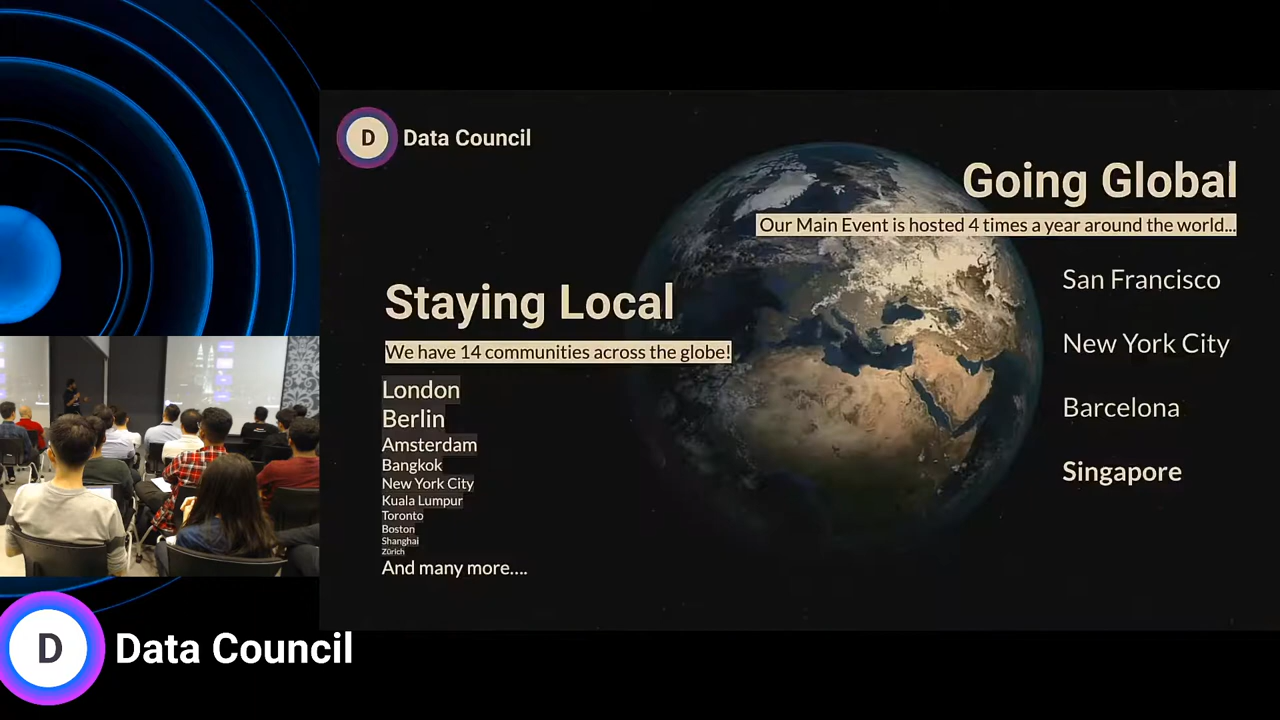 D Data Council
Going Global
Our Main Event is hosted 4 times a year around the world...
San Francisco
New York City
Barcelona
Singapore
Staying Local
We have 14 communities across the globe!
London
Berlin
Amsterdam
Bangkok
New York City
Kuala Lumpur
Toronto
Boston
Shanghai
Zürich
And many more....
D Data Council